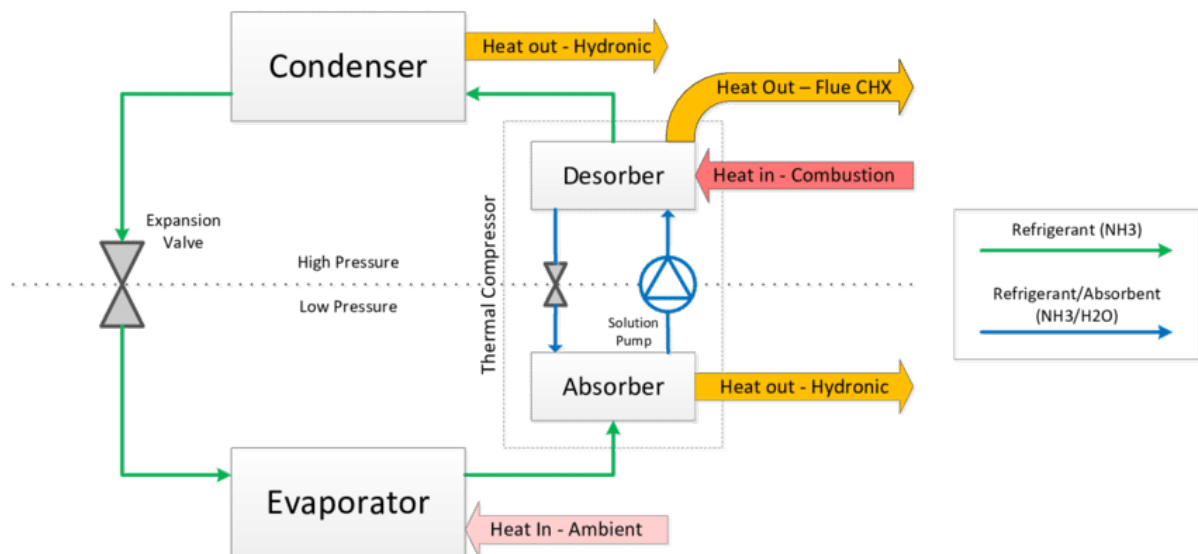 Condenser
Heat out - Hydronic
Heat Out – Flue CHX
Desorber
Heat in - Combustion
Expansion
Valve
High Pressure
Low Pressure
Thermal Compressor
Solution
Pump
Absorber
Heat out - Hydronic
Evaporator
Heat In - Ambient
Refrigerant (NH3)
Refrigerant/Absorbent
(NH3/H2O)